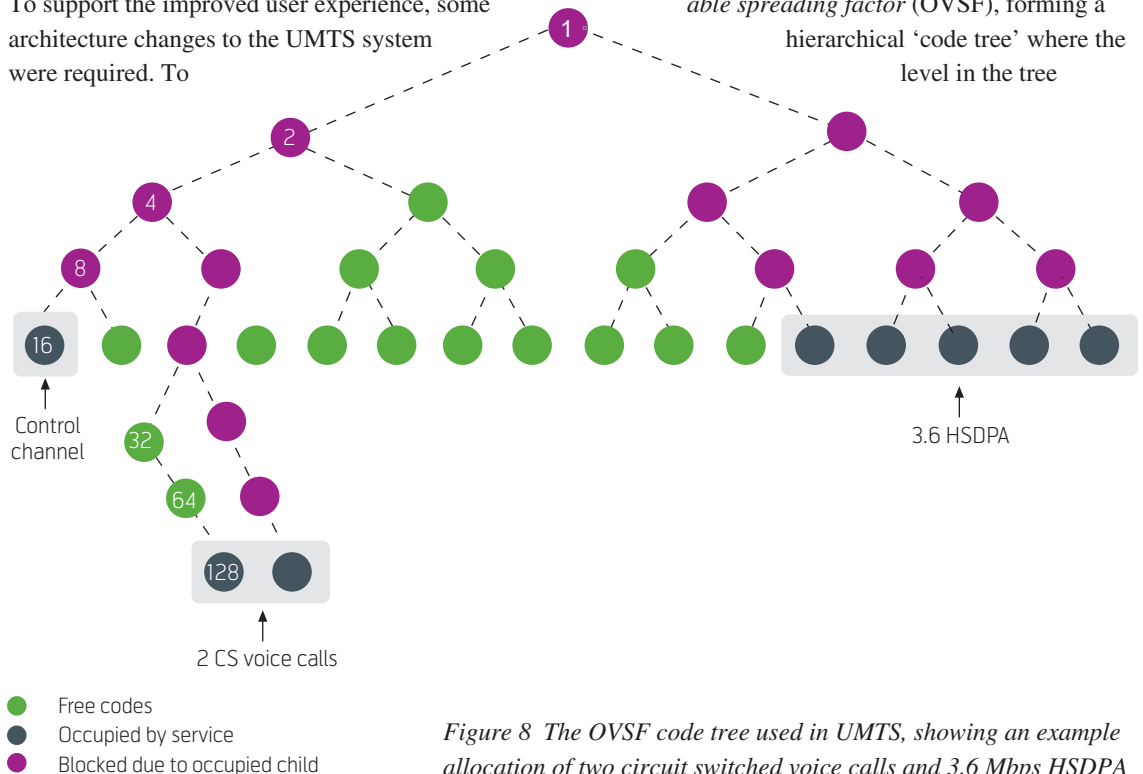 To support the improved user experience, some
architecture changes to the UMTS system
were required. To
able spreading factor (OVSF), forming a
hierarchical ‘code tree’ where the
level in the tree
1
2
4
8
16
Control
channel
32
64
128
2 CS voice calls
3.6 HSDPA
Free codes
Occupied by service
Blocked due to occupied child
Figure 8 The OVSF code tree used in UMTS, showing an example
allocation of two circuit switched voice calls and 3.6 Mbps HSDPA